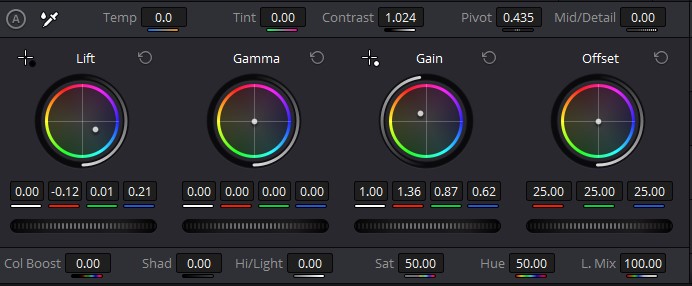 A Temp 0.0 Tint 0.00 Contrast 1.024 Pivot 0.435 Mid/Detail 0.00
Lift Gamma Gain Offset
0.00 -0.12 0.01 0.21 0.00 0.00 0.00 0.00 1.00 1.36 0.87 0.62 25.00 25.00 25.00
Col Boost 0.00 Shad 0.00 Hi/Light 0.00 Sat 50.00 Hue 50.00 L. Mix 100.00